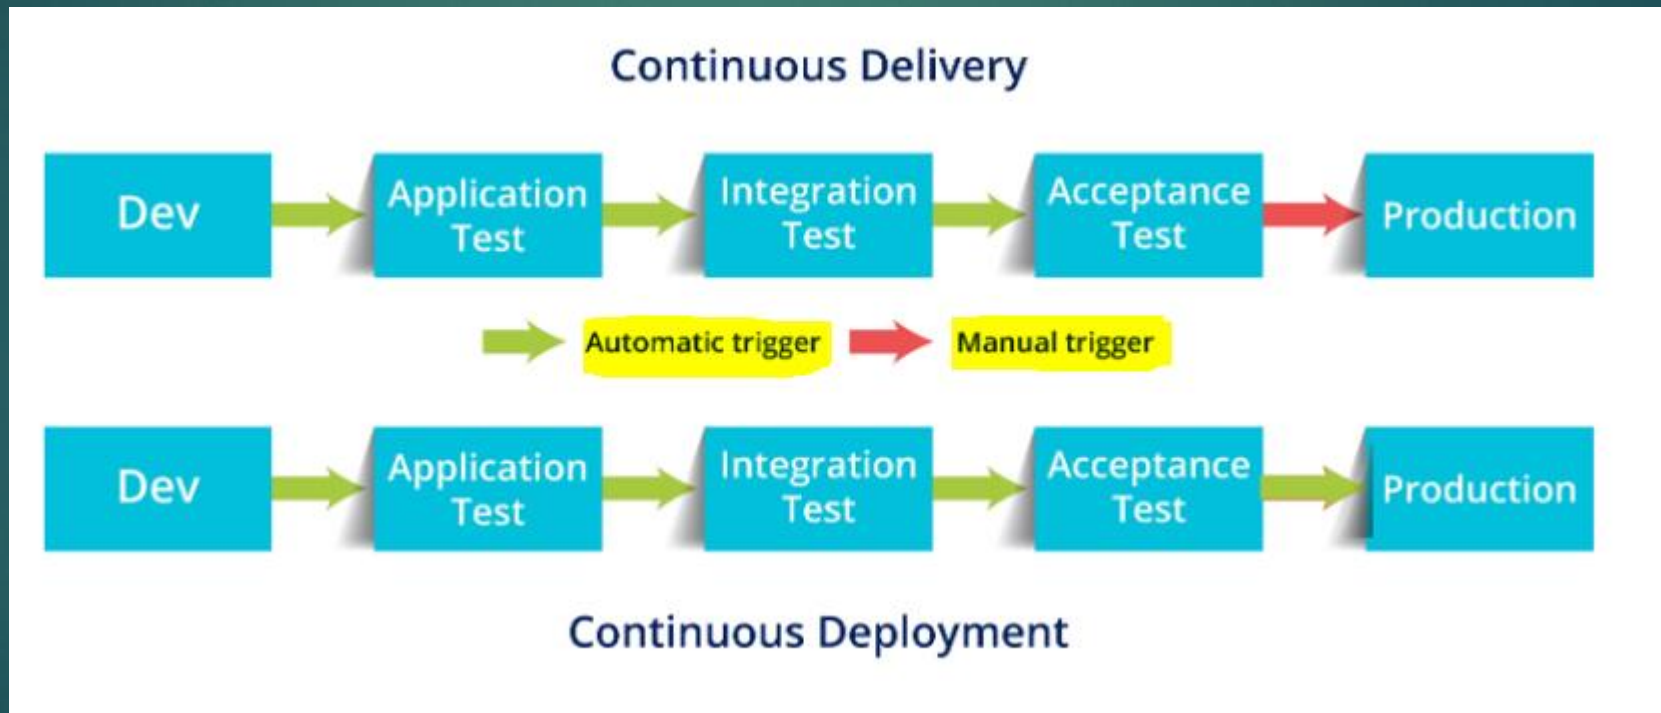 Continuous Delivery
Dev
Application
Test
Integration
Test
Acceptance
Test
Production
Automatic trigger
Manual trigger
Dev
Application
Test
Integration
Test
Acceptance
Test
Production
Continuous Deployment